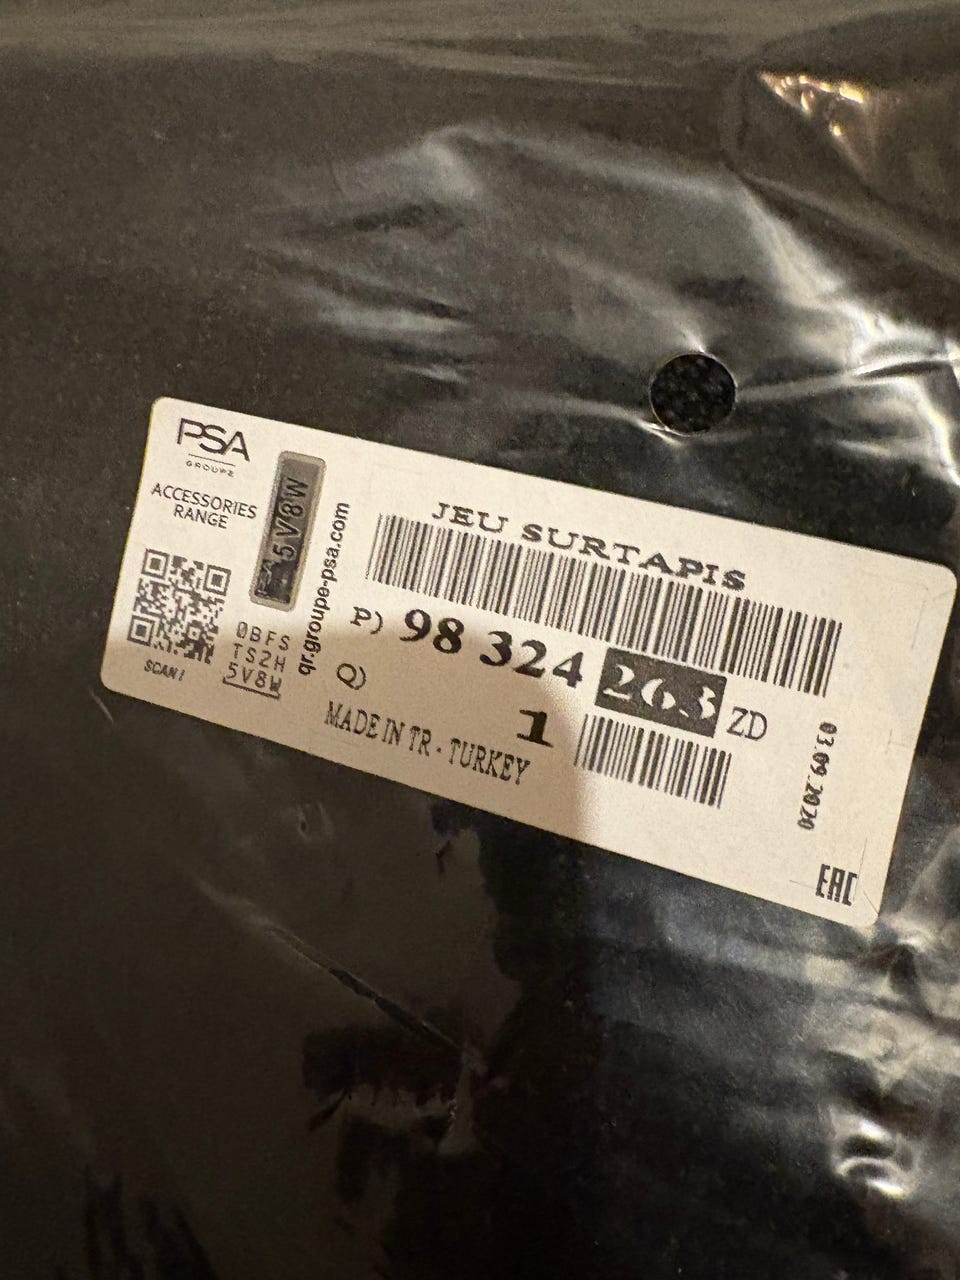 PSA
GROUPE
ACCESSORIES
RANGE
SCAN!
5V8W
0BFS
TS2H
5V8W
qr.groupe-psa.com
JEU SURTAPIS
P) 98 324 263 ZD
Q) 1
MADE IN TR - TURKEY
03.09.2020
EAC